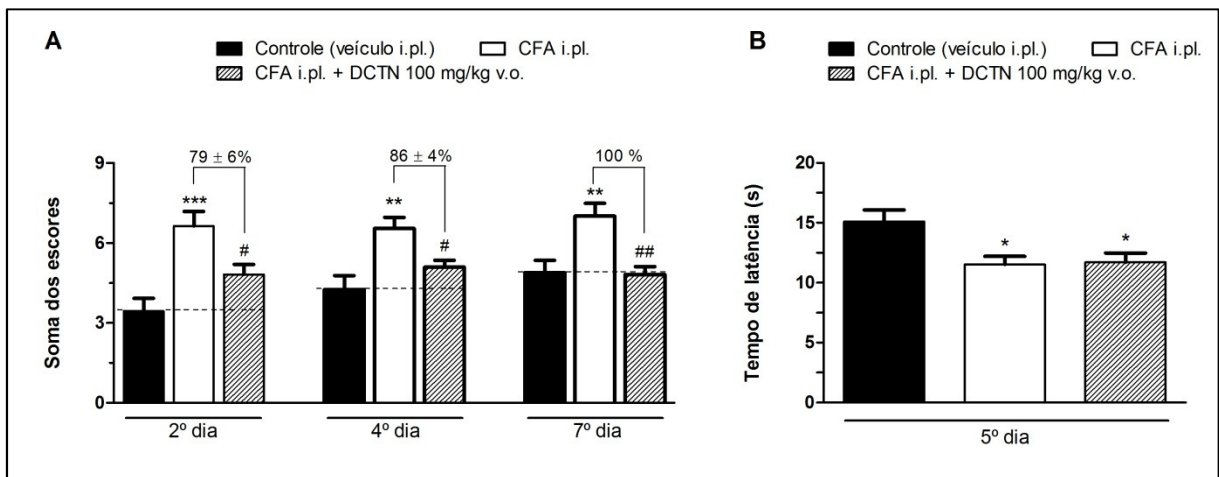 A
Controle (veículo i.pl.) CFA i.pl.
CFA i.pl. + DCTN 100 mg/kg v.o.
Soma dos escores
9
6
3
0
79 ± 6%
***
#
86 ± 4%
**
#
100 %
**
##
2º dia 4º dia 7º dia
B
Controle (veículo i.pl.) CFA i.pl.
CFA i.pl. + DCTN 100 mg/kg v.o.
Tempo de latência (s)
20
15
10
5
0
*
*
5º dia